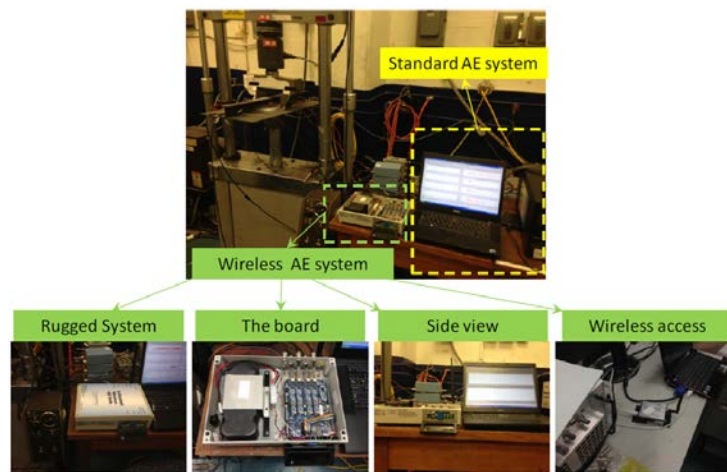 Standard AE system
Wireless AE system
Rugged System
The board
Side view
Wireless access